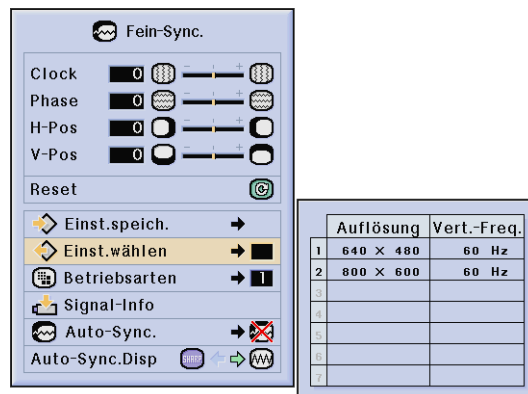 Fein-Sync.
Clock 0 - +
Phase 0 - +
H-Pos 0 - +
V-Pos 0 - +
Reset
Einst.speich.
Einst.wählen
Betriebsarten 1
Signal-Info
Auto-Sync.
Auto-Sync.Disp SHARP
Auflösung Vert.-Freq.
1 640 × 480 60 Hz
2 800 × 600 60 Hz
3
4
5
6
7